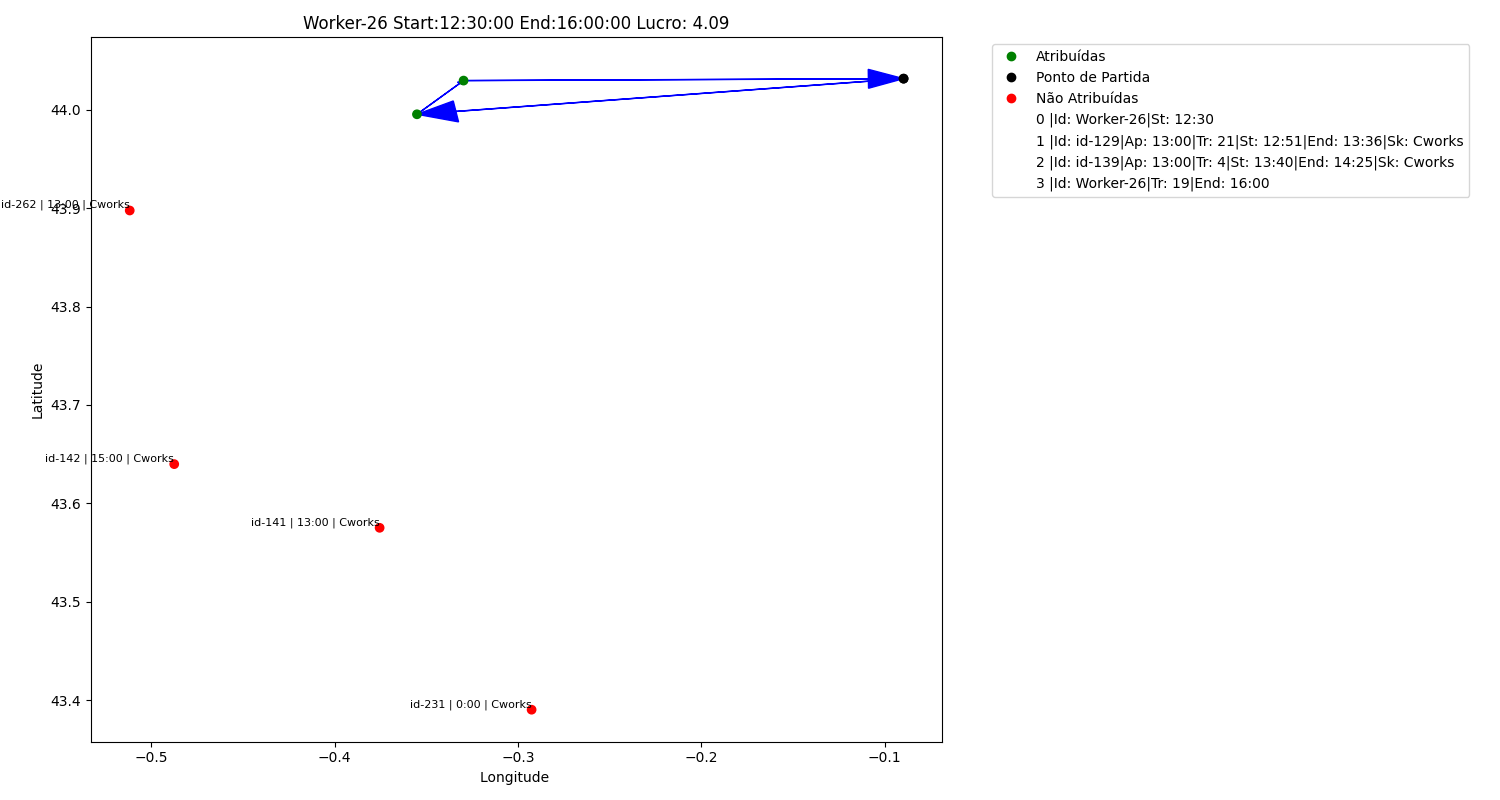 Worker-26 Start:12:30:00 End:16:00:00 Lucro: 4.09
Atribuídas
Ponto de Partida
Não Atribuídas
0 |Id: Worker-26|St: 12:30
1 |Id: id-129|Ap: 13:00|Tr: 21|St: 12:51|End: 13:36|Sk: Cworks
2 |Id: id-139|Ap: 13:00|Tr: 4|St: 13:40|End: 14:25|Sk: Cworks
3 |Id: Worker-26|Tr: 19|End: 16:00
44.0
43.9
43.8
43.7
43.6
43.5
43.4
Latitude
id-262 | 13:00 | Cworks
id-142 | 15:00 | Cworks
id-141 | 13:00 | Cworks
id-231 | 0:00 | Cworks
−0.5
−0.4
−0.3
−0.2
−0.1
Longitude